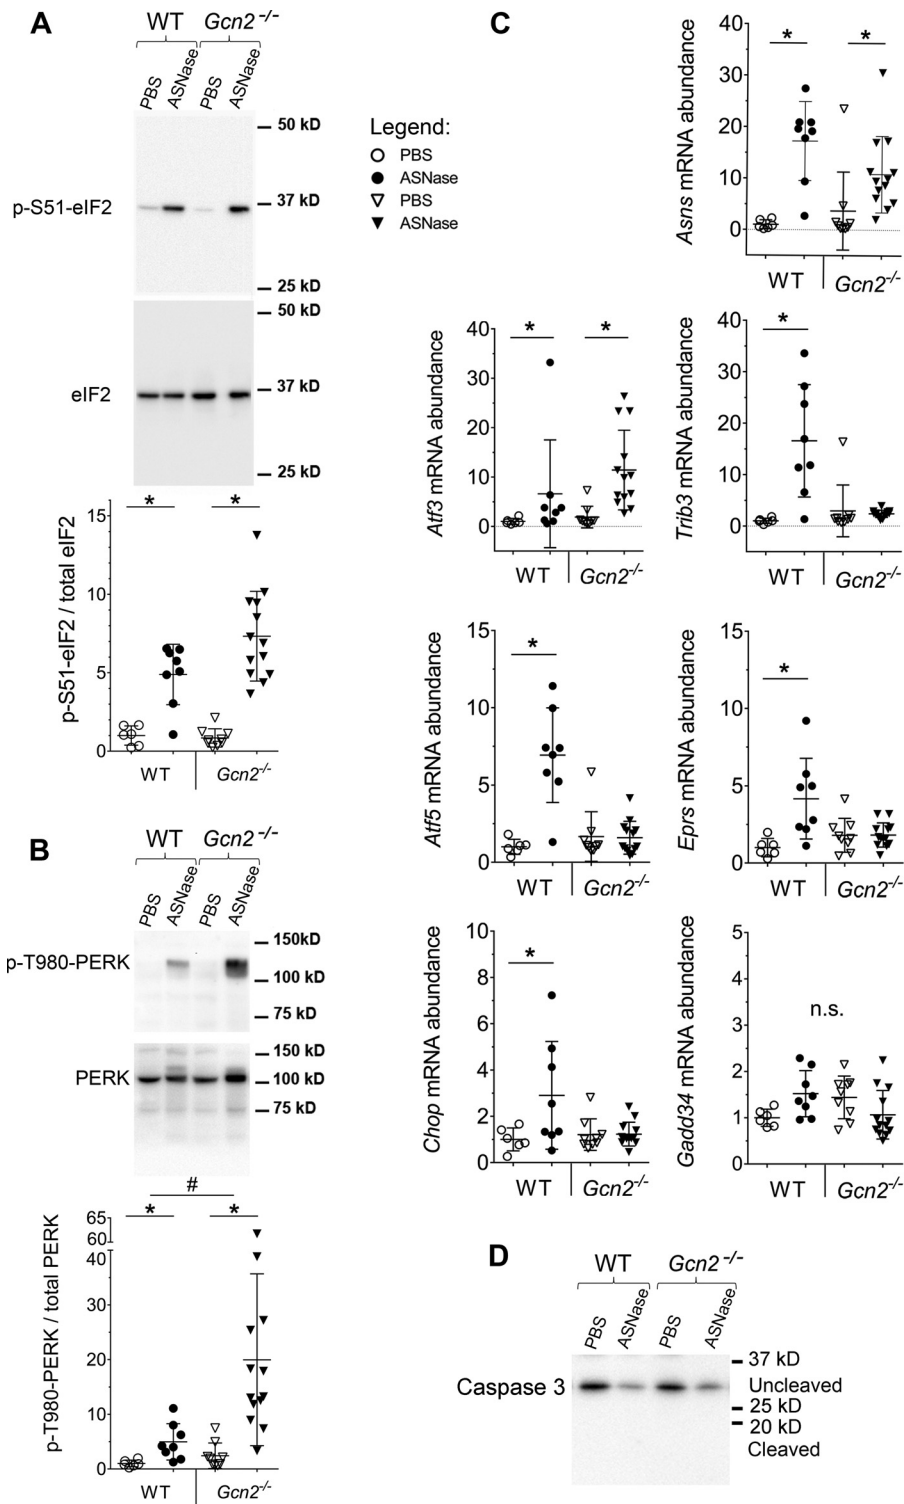 A
WT Gcn2⁻/⁻
PBS ASNase PBS ASNase
50 kD
p-S51-eIF2
37 kD
25 kD
50 kD
eIF2
37 kD
25 kD
* *
p-S51-eIF2 / total eIF2
15
10
5
0
WT Gcn2⁻/⁻
B
WT Gcn2⁻/⁻
PBS ASNase PBS ASNase
150kD
p-T980-PERK
100 kD
75 kD
150 kD
PERK
100 kD
75 kD
#
* *
p-T980-PERK / total PERK
65
60
40
30
20
10
0
WT Gcn2⁻/⁻
Legend:
PBS
ASNase
PBS
ASNase
C
* *
Asns mRNA abundance
40
30
20
10
0
WT Gcn2⁻/⁻
* *
Atf3 mRNA abundance
40
30
20
10
0
WT Gcn2⁻/⁻
*
Trib3 mRNA abundance
40
30
20
10
0
WT Gcn2⁻/⁻
*
Atf5 mRNA abundance
15
10
5
0
WT Gcn2⁻/⁻
*
Eprs mRNA abundance
15
10
5
0
WT Gcn2⁻/⁻
*
Chop mRNA abundance
10
8
6
4
2
0
WT Gcn2⁻/⁻
n.s.
Gadd34 mRNA abundance
5
4
3
2
1
0
WT Gcn2⁻/⁻
D
WT Gcn2⁻/⁻
PBS ASNase PBS ASNase
37 kD
Caspase 3
Uncleaved
25 kD
20 kD
Cleaved